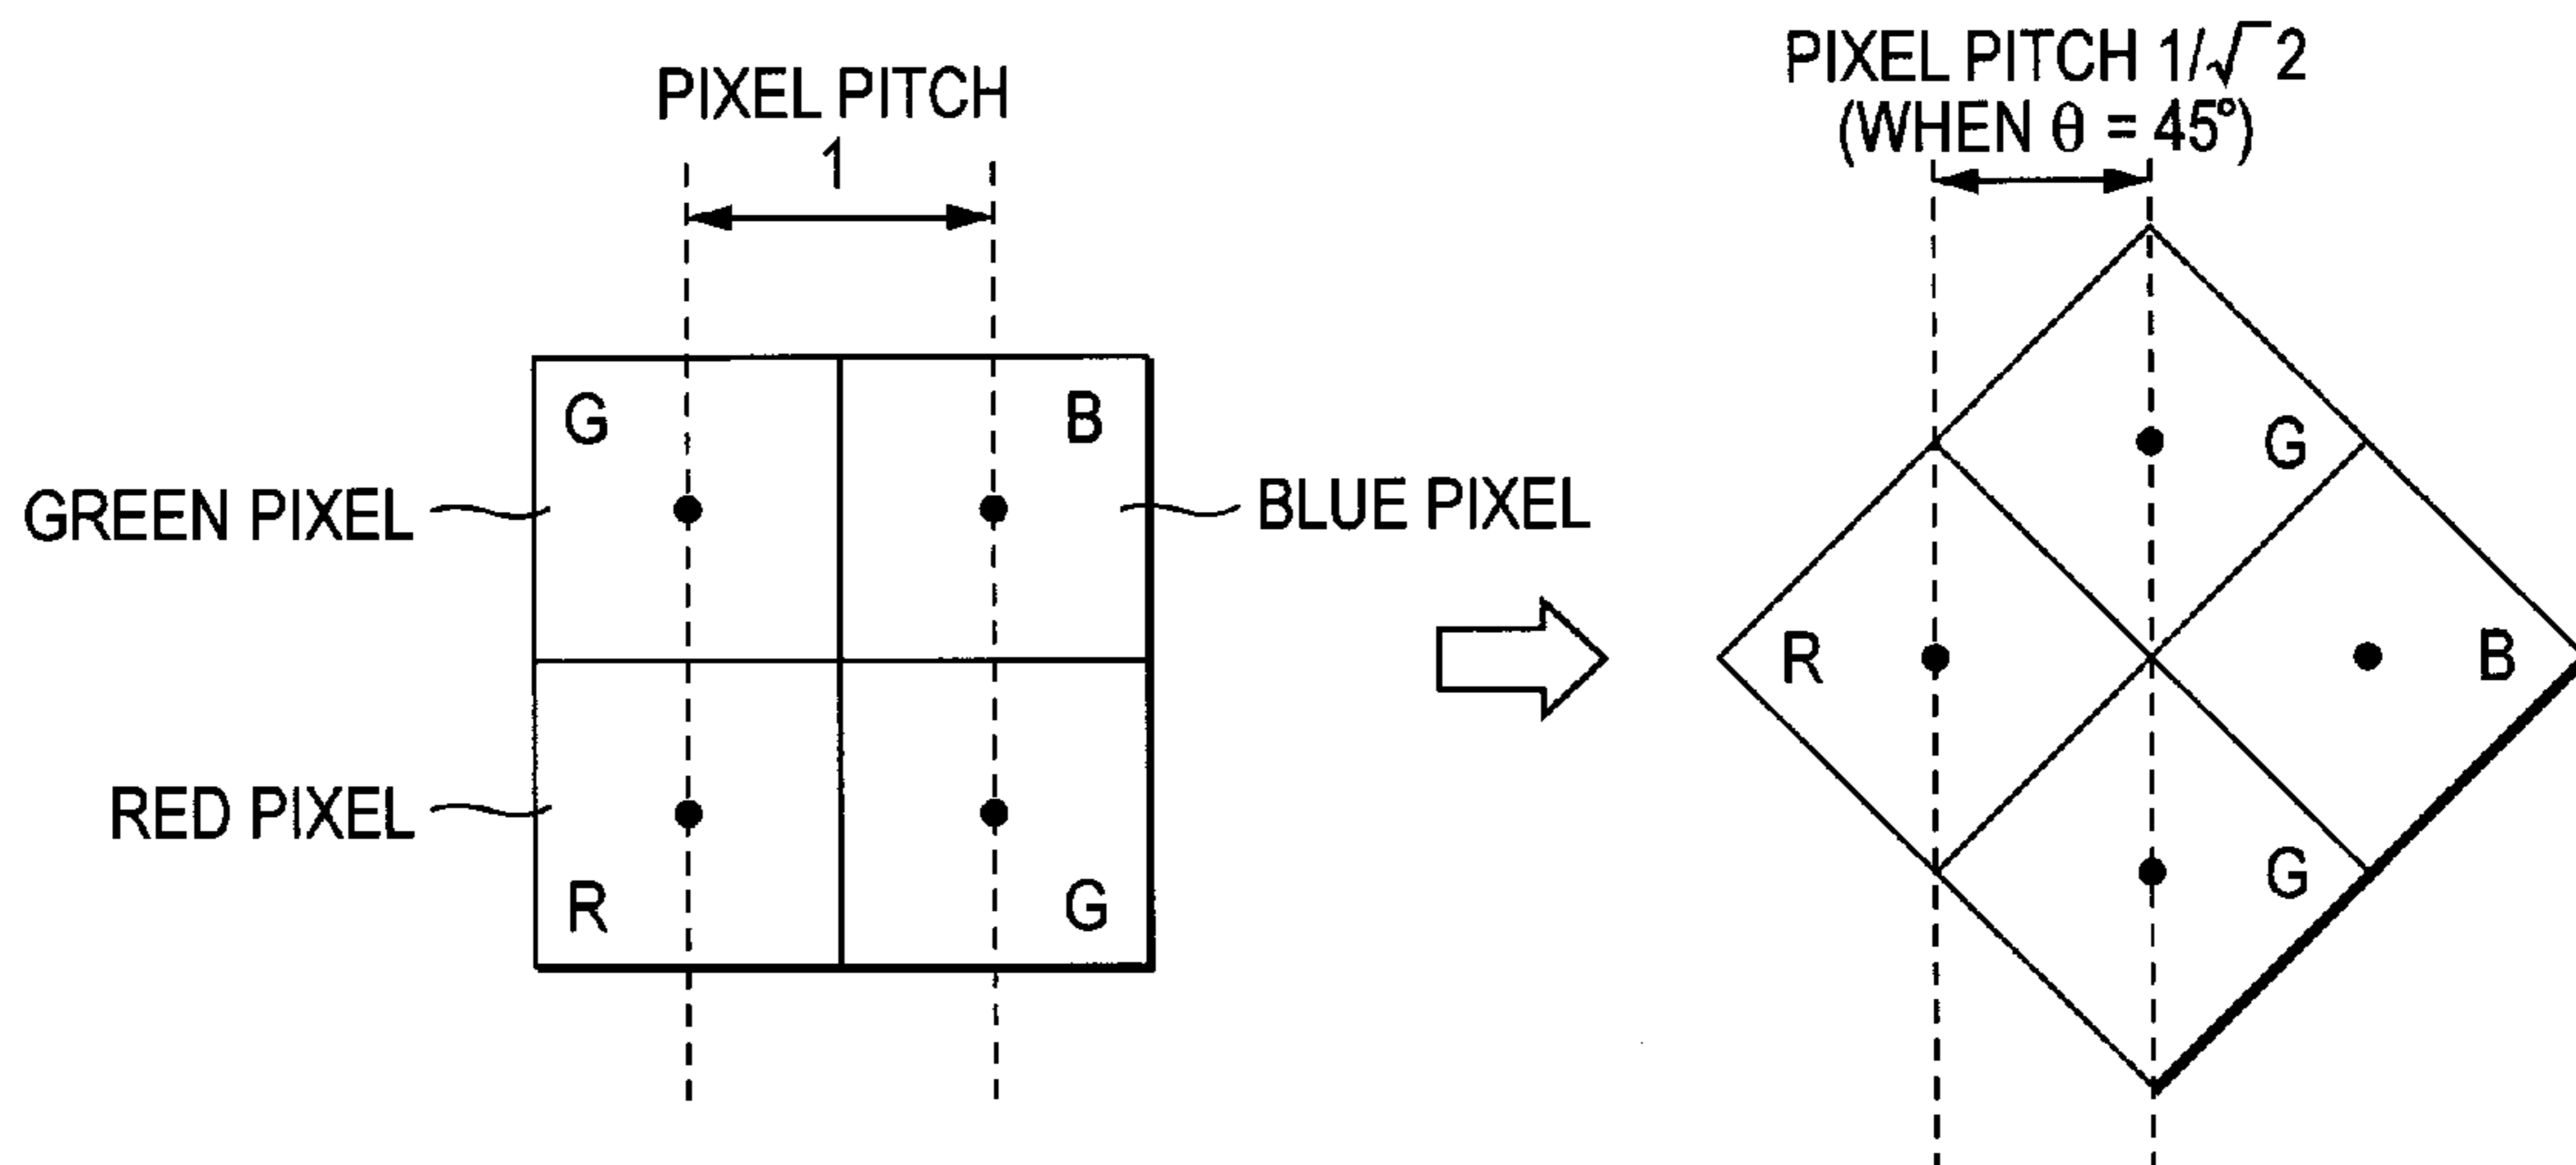 PIXEL PITCH
1
G
B
GREEN PIXEL
BLUE PIXEL
RED PIXEL
R
G
PIXEL PITCH 1/√2
(WHEN θ = 45°)
G
R
B
G